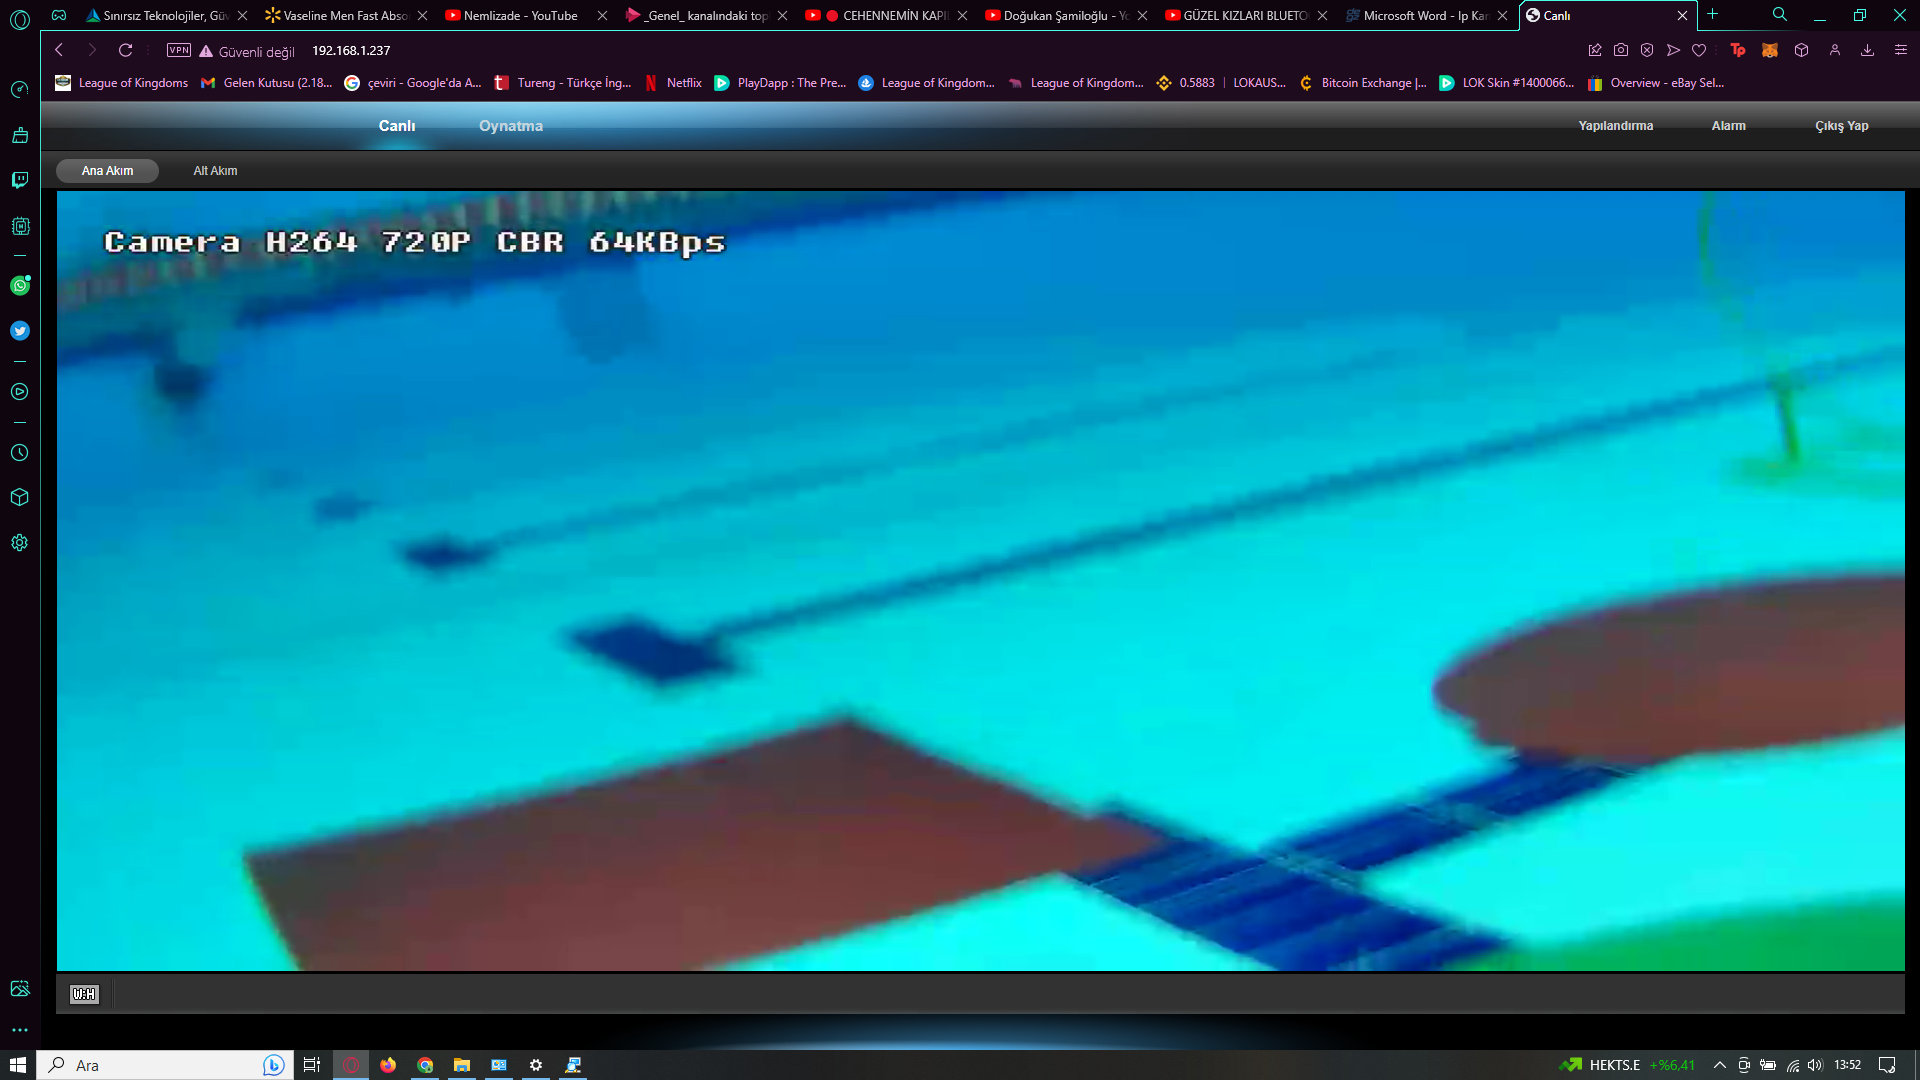 Sınırsız Teknolojiler, Güv
Vaseline Men Fast Abso
Nemlizade - YouTube
_Genel_ kanalındaki top
CEHENNEMİN KAPI
Doğukan Şamiloğlu - Yo
GÜZEL KIZLARI BLUETO
Microsoft Word - Ip Kam
Canlı
VPN
Güvenli değil
192.168.1.237
League of Kingdoms
Gelen Kutusu (2.18...
çeviri - Google'da A...
Tureng - Türkçe İng...
Netflix
PlayDapp : The Pre...
League of Kingdom...
League of Kingdom...
0.5883 | LOKAUS...
Bitcoin Exchange |...
LOK Skin #1400066...
Overview - eBay Sel...
Canlı
Oynatma
Yapılandırma
Alarm
Çıkış Yap
Ana Akım
Alt Akım
Camera H264 720P CBR 64KBps
W:H
Ara
HEKTS.E
+%6,41
13:52